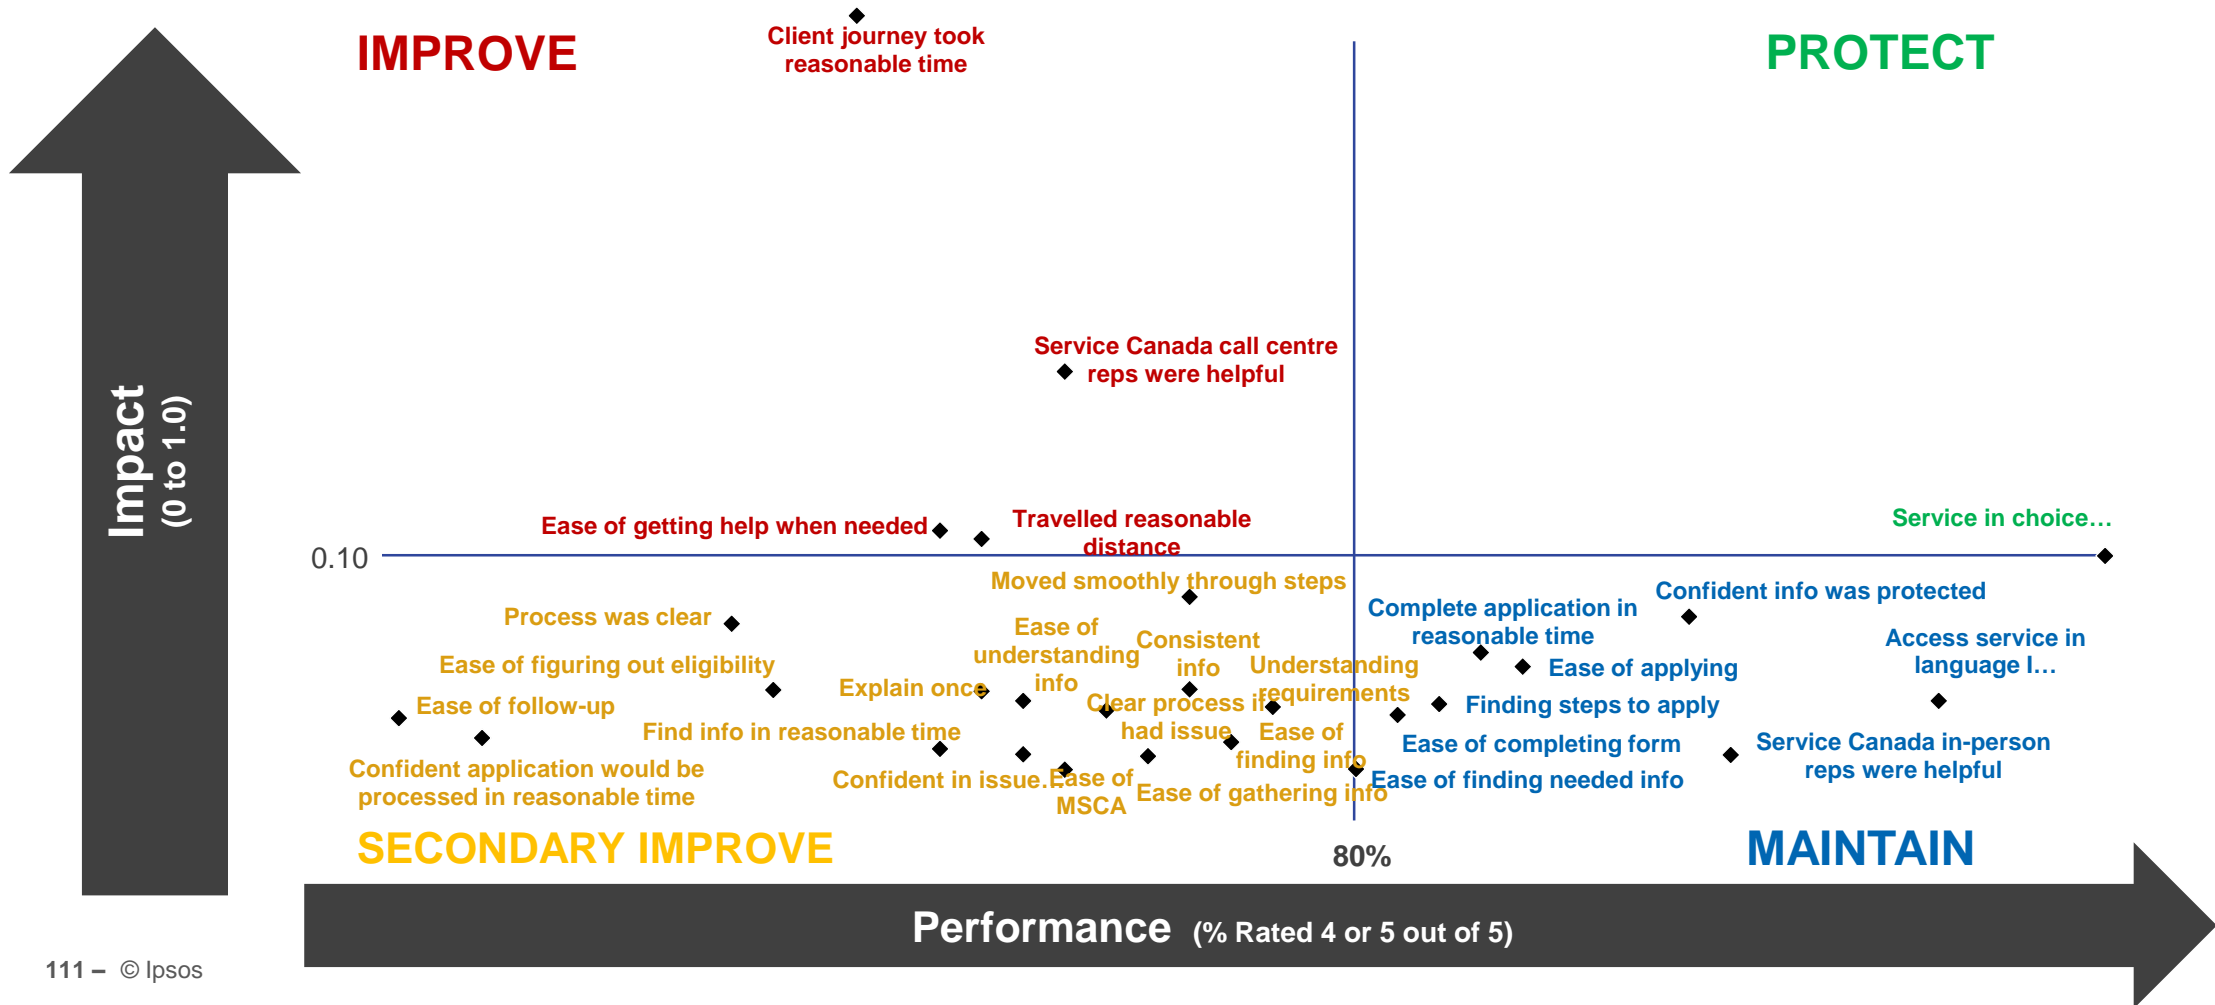 IMPROVE
Client journey took
reasonable time
PROTECT
Impact
(0 to 1.0)
Service Canada call centre
reps were helpful
Ease of getting help when needed
Travelled reasonable
distance
Service in choice…
0.10
Moved smoothly through steps
Process was clear
Ease of
understanding
info
Consistent
info
Complete application in
reasonable time
Confident info was protected
Access service in
language I…
Ease of figuring out eligibility
Explain once
Understanding
requirements
Ease of applying
Ease of follow-up
Clear process if
had issue
Finding steps to apply
Find info in reasonable time
Ease of
finding info
Ease of completing form
Service Canada in-person
reps were helpful
Confident application would be
processed in reasonable time
Confident in issue…
Ease of
MSCA
Ease of gathering info
Ease of finding needed info
SECONDARY IMPROVE
80%
MAINTAIN
Performance (% Rated 4 or 5 out of 5)
111 – © Ipsos